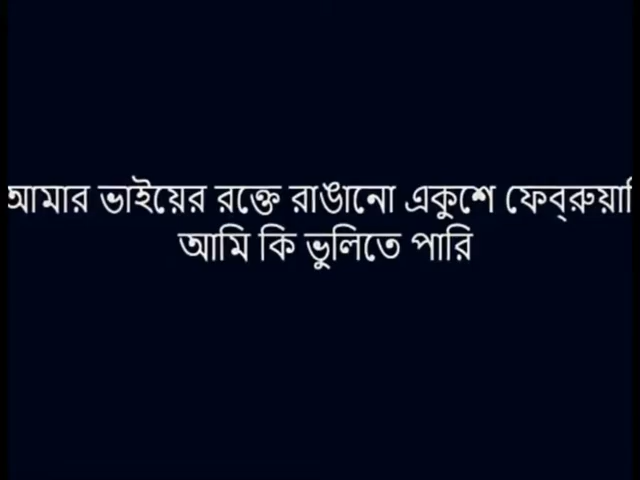 আমার ভাইয়ের রক্তে রাঙানো একুশে ফেব্‌রুয়ারি
আমি কি ভুলিতে পারি